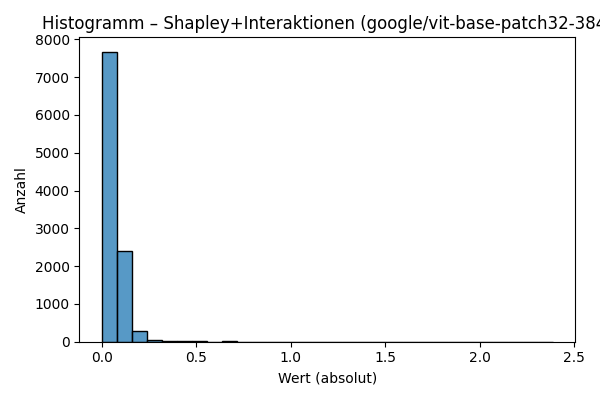 Histogramm – Shapley+Interaktionen (google/vit-base-patch32-384
8000
7000
6000
5000
4000
3000
2000
1000
0
Anzahl
0.0 0.5 1.0 1.5 2.0 2.5
Wert (absolut)